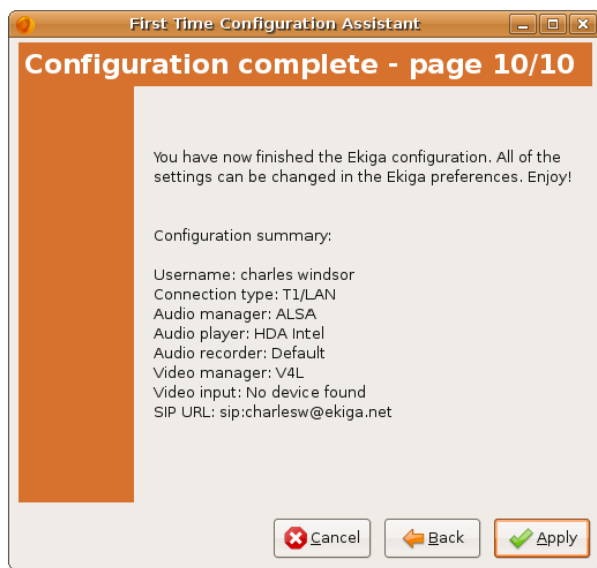 First Time Configuration Assistant
Configuration complete - page 10/10
You have now finished the Ekiga configuration. All of the
settings can be changed in the Ekiga preferences. Enjoy!
Configuration summary:
Username: charles windsor
Connection type: T1/LAN
Audio manager: ALSA
Audio player: HDA Intel
Audio recorder: Default
Video manager: V4L
Video input: No device found
SIP URL: sip:charlesw@ekiga.net
Cancel
Back
Apply